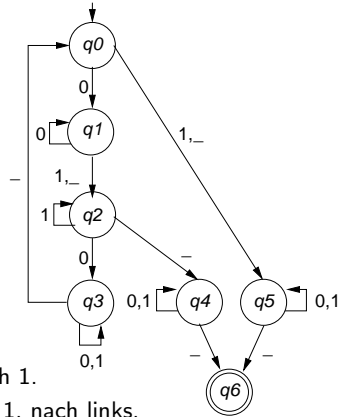 q0
0
0
q1
1,_
1,_
_
1
q2
0
_
q3
0,1
q4
q5
0,1
0,1
_
_
h 1.
q6
1. nach links.